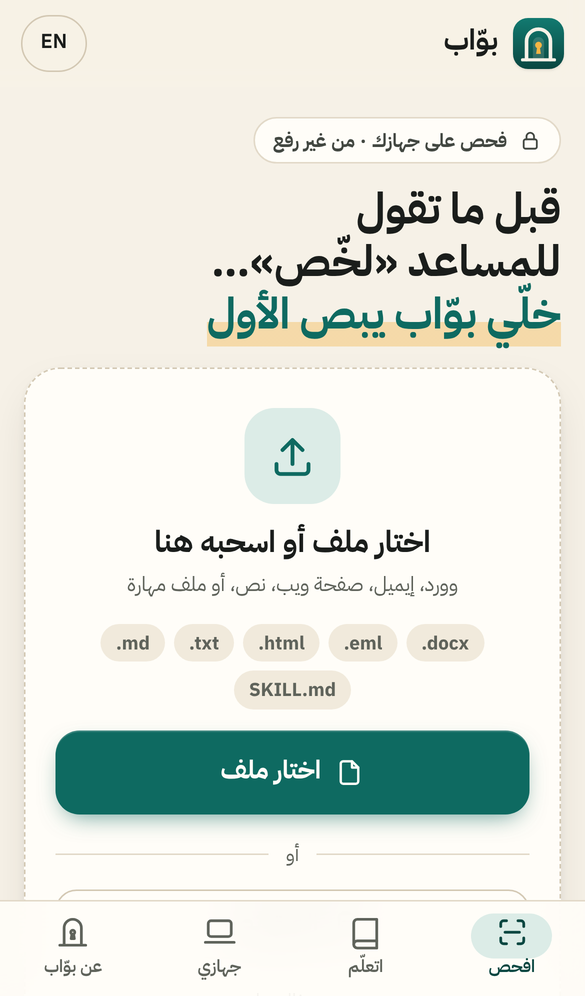 بوّاب
EN
فحص على جهازك · من غير رفع
قبل ما تقول
للمساعد «لخّص»...
خلّي بوّاب يبص الأول
اختار ملف أو اسحبه هنا
وورد، إيميل، صفحة ويب، نص، أو ملف مهارة
.docx
.eml
.html
.txt
.md
SKILL.md
اختار ملف
أو
افحص
اتعلّم
جهازي
عن بوّاب